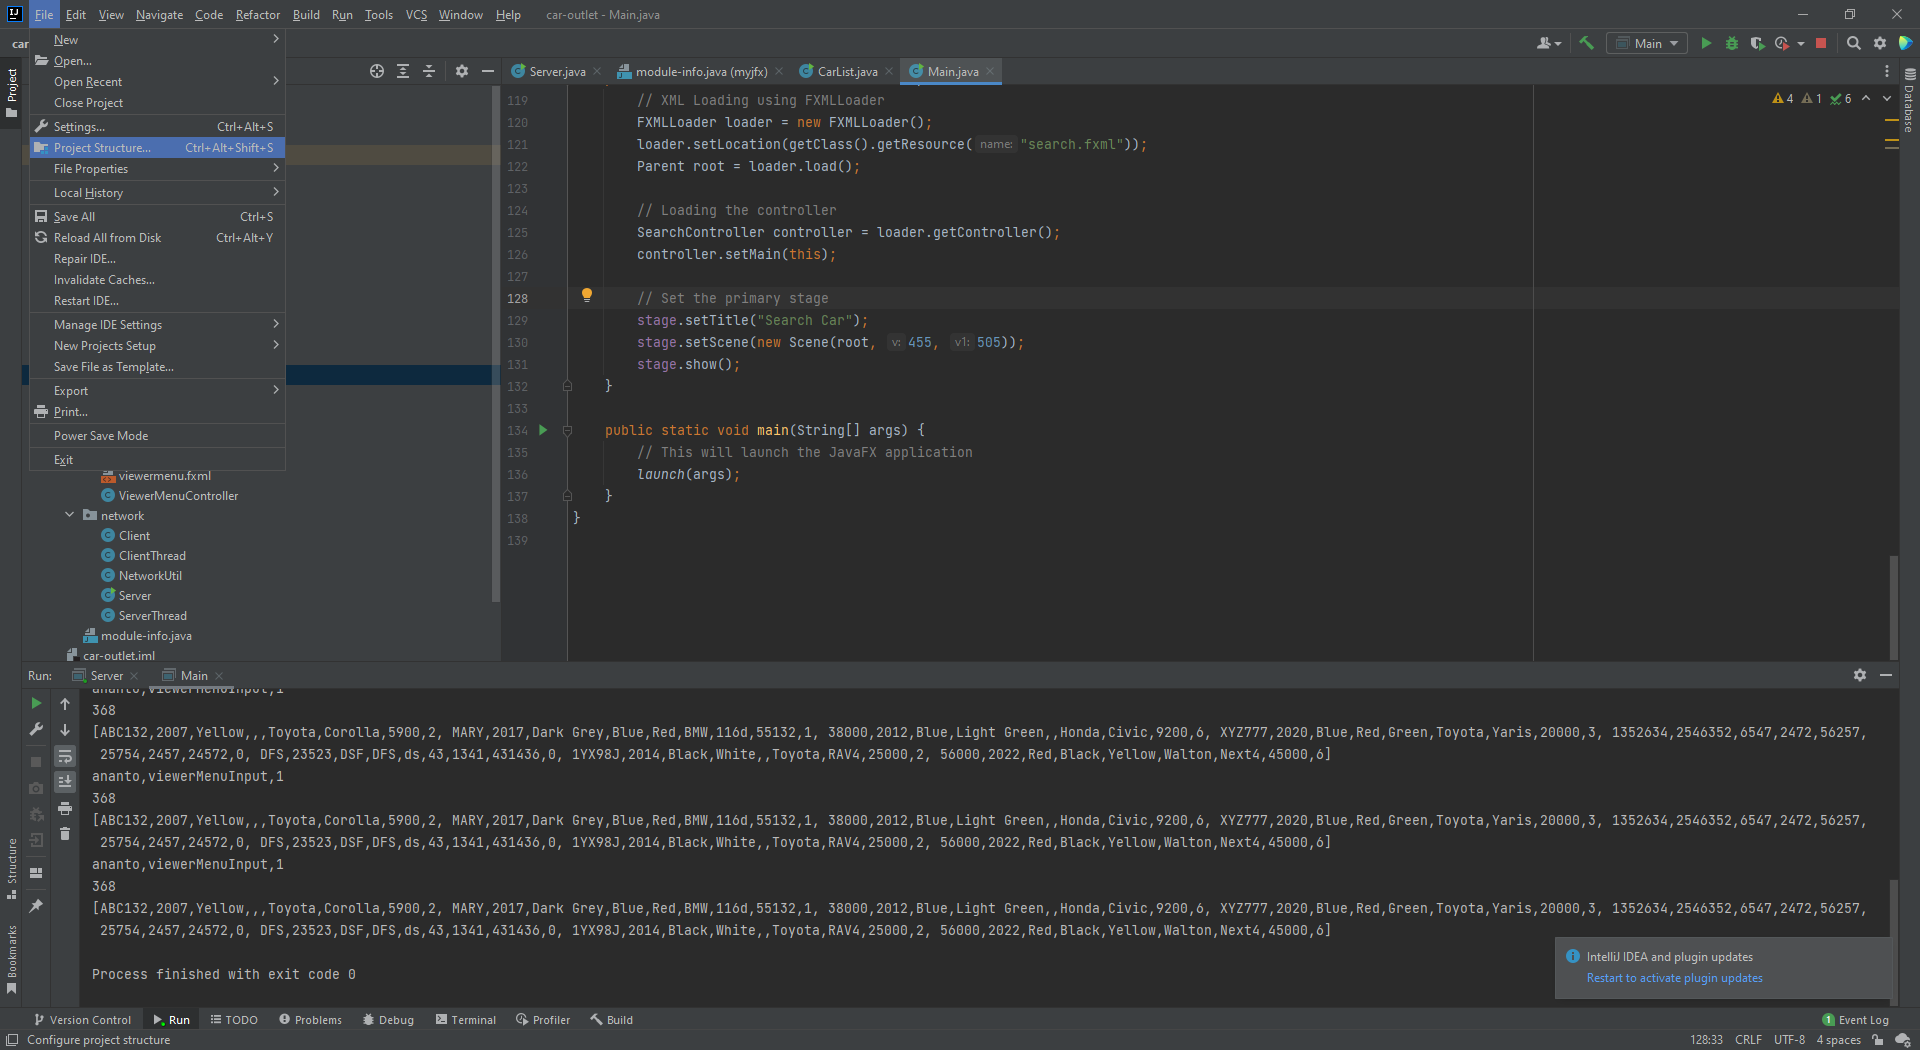 File Edit View Navigate Code Refactor Build Run Tools VCS Window Help car-outlet - Main.java
car
Main
New
Open...
Open Recent
Close Project
Settings... Ctrl+Alt+S
Project Structure... Ctrl+Alt+Shift+S
File Properties
Local History
Save All Ctrl+S
Reload All from Disk Ctrl+Alt+Y
Repair IDE...
Invalidate Caches...
Restart IDE...
Manage IDE Settings
New Projects Setup
Save File as Template...
Export
Print...
Power Save Mode
Exit
Project
viewermenu.fxml
ViewerMenuController
network
Client
ClientThread
NetworkUtil
Server
ServerThread
module-info.java
car-outlet.iml
Server.java module-info.java (myjfx) CarList.java Main.java
4 1 6
Database
119 // XML Loading using FXMLLoader
120 FXMLLoader loader = new FXMLLoader();
121 loader.setLocation(getClass().getResource( name: "search.fxml"));
122 Parent root = loader.load();
123
124 // Loading the controller
125 SearchController controller = loader.getController();
126 controller.setMain(this);
127
128 // Set the primary stage
129 stage.setTitle("Search Car");
130 stage.setScene(new Scene(root, v: 455, v1: 505));
131 stage.show();
132 }
133
134 public static void main(String[] args) {
135 // This will launch the JavaFX application
136 launch(args);
137 }
138 }
139
Run: Server Main
ananto,viewerMenuInput,1
368
[ABC132,2007,Yellow,,,Toyota,Corolla,5900,2, MARY,2017,Dark Grey,Blue,Red,BMW,116d,55132,1, 38000,2012,Blue,Light Green,,Honda,Civic,9200,6, XYZ777,2020,Blue,Red,Green,Toyota,Yaris,20000,3, 1352634,2546352,6547,2472,56257,
25754,2457,24572,0, DFS,23523,DSF,DFS,ds,43,1341,431436,0, 1YX98J,2014,Black,White,,Toyota,RAV4,25000,2, 56000,2022,Red,Black,Yellow,Walton,Next4,45000,6]
ananto,viewerMenuInput,1
368
[ABC132,2007,Yellow,,,Toyota,Corolla,5900,2, MARY,2017,Dark Grey,Blue,Red,BMW,116d,55132,1, 38000,2012,Blue,Light Green,,Honda,Civic,9200,6, XYZ777,2020,Blue,Red,Green,Toyota,Yaris,20000,3, 1352634,2546352,6547,2472,56257,
25754,2457,24572,0, DFS,23523,DSF,DFS,ds,43,1341,431436,0, 1YX98J,2014,Black,White,,Toyota,RAV4,25000,2, 56000,2022,Red,Black,Yellow,Walton,Next4,45000,6]
ananto,viewerMenuInput,1
368
[ABC132,2007,Yellow,,,Toyota,Corolla,5900,2, MARY,2017,Dark Grey,Blue,Red,BMW,116d,55132,1, 38000,2012,Blue,Light Green,,Honda,Civic,9200,6, XYZ777,2020,Blue,Red,Green,Toyota,Yaris,20000,3, 1352634,2546352,6547,2472,56257,
25754,2457,24572,0, DFS,23523,DSF,DFS,ds,43,1341,431436,0, 1YX98J,2014,Black,White,,Toyota,RAV4,25000,2, 56000,2022,Red,Black,Yellow,Walton,Next4,45000,6]
Process finished with exit code 0
Structure
Bookmarks
IntelliJ IDEA and plugin updates
Restart to activate plugin updates
Version Control Run TODO Problems Debug Terminal Profiler Build 1 Event Log
Configure project structure 128:33 CRLF UTF-8 4 spaces